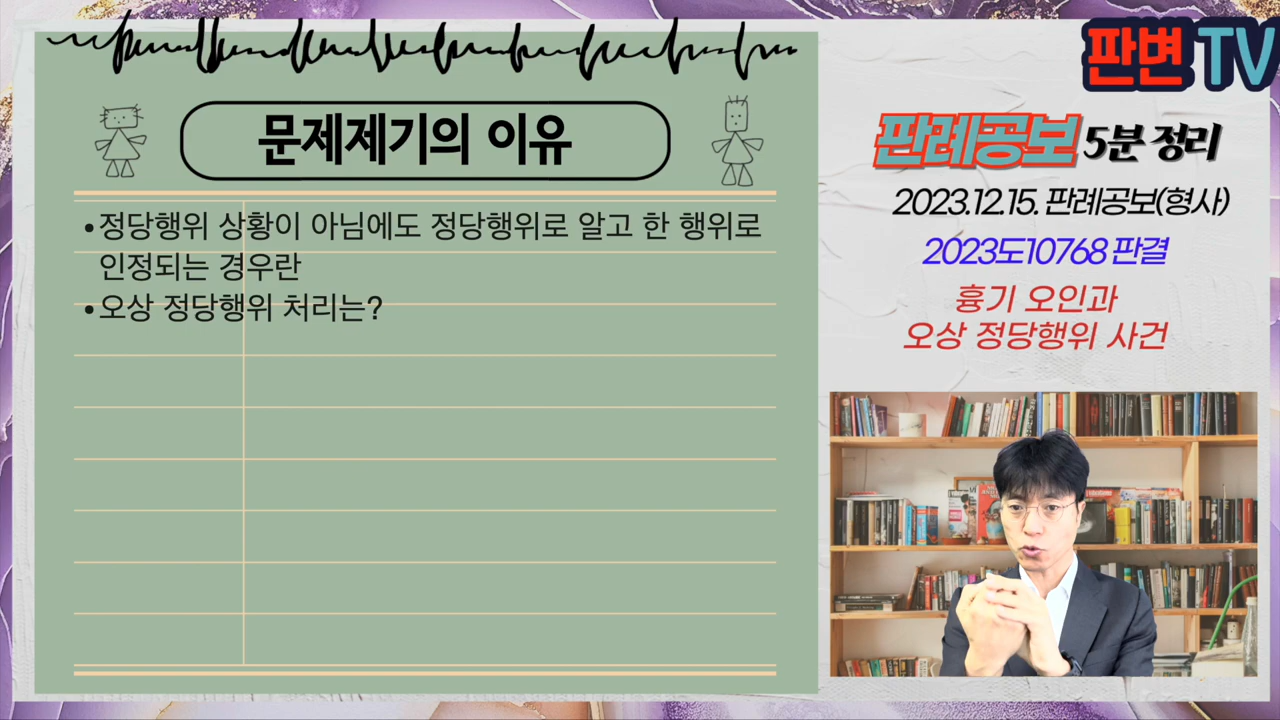 판변 TV
문제제기의 이유
•정당행위 상황이 아님에도 정당행위로 알고 한 행위로
인정되는 경우란
•오상 정당행위 처리는?
판례공보 5분 정리
2023.12.15. 판례공보(형사)
2023도10768 판결
흉기 오인과
오상 정당행위 사건